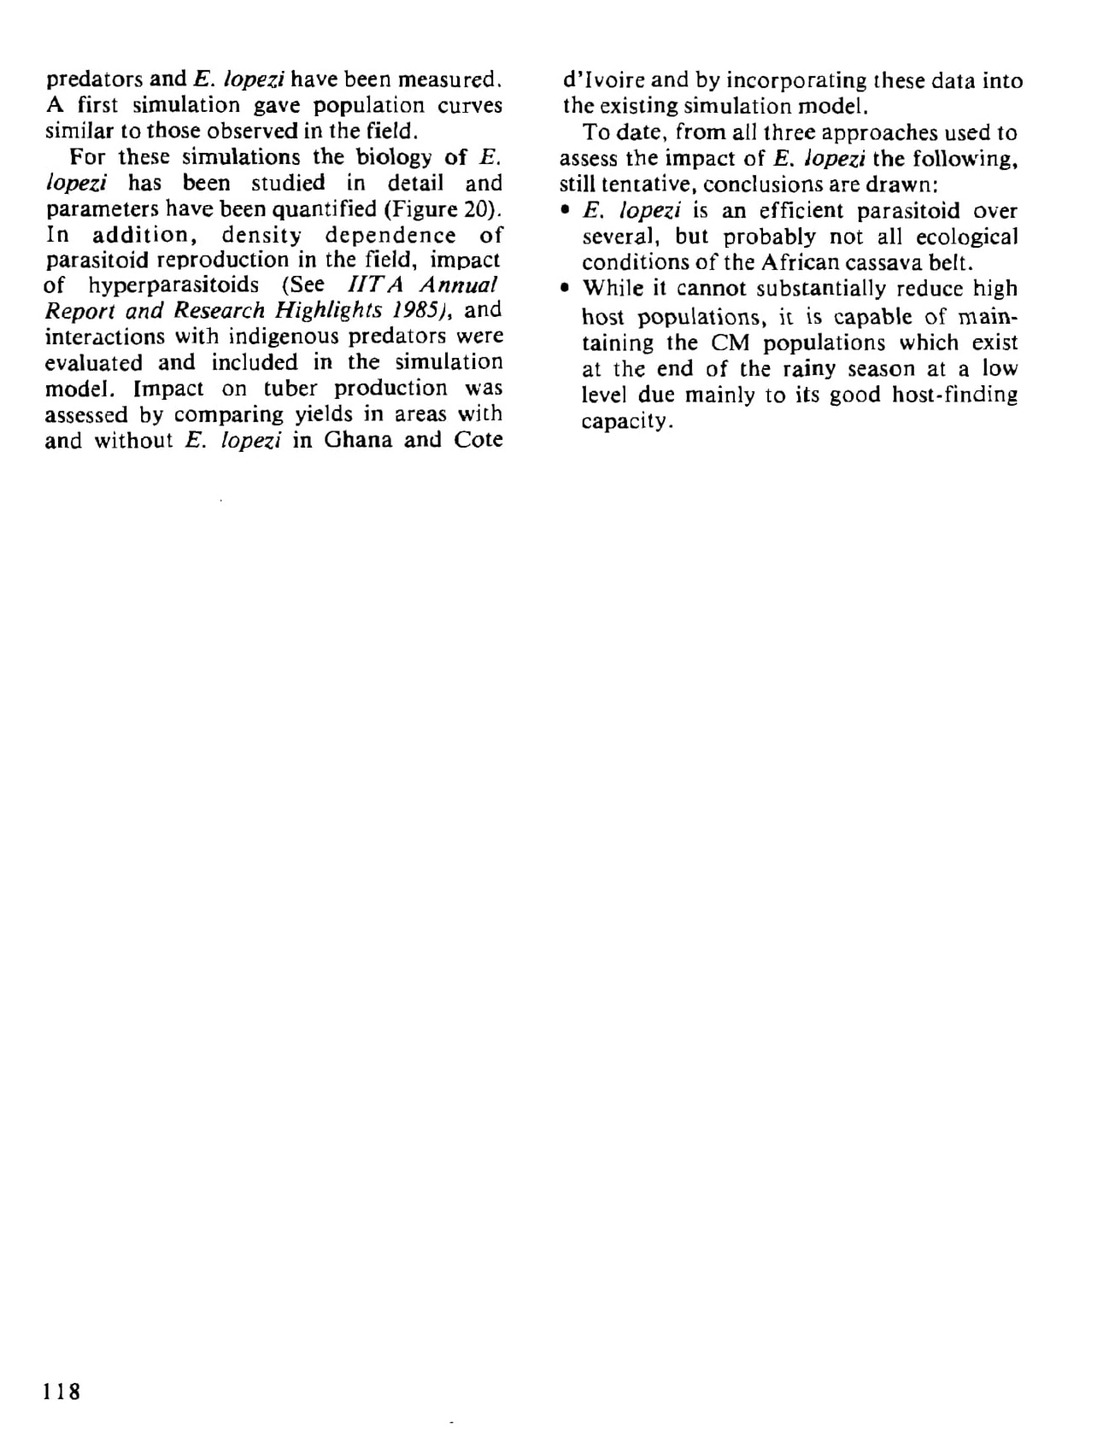 predators and E. lopezi have been measured.
A first simulation gave population curves
similar to those observed in the field.
For these simulations the biology of E.
lopezi has been studied in detail and
parameters have been quantified (Figure 20).
In addition, density dependence of
parasitoid reproduction in the field, impact
of hyperparasitoids (See IITA Annual
Report and Research Highlights 1985), and
interactions with indigenous predators were
evaluated and included in the simulation
model. Impact on tuber production was
assessed by comparing yields in areas with
and without E. lopezi in Ghana and Cote
d'Ivoire and by incorporating these data into
the existing simulation model.
To date, from all three approaches used to
assess the impact of E. lopezi the following,
still tentative, conclusions are drawn:
• E. lopezi is an efficient parasitoid over
several, but probably not all ecological
conditions of the African cassava belt.
• While it cannot substantially reduce high
host populations, it is capable of main-
taining the CM populations which exist
at the end of the rainy season at a low
level due mainly to its good host-finding
capacity.
118